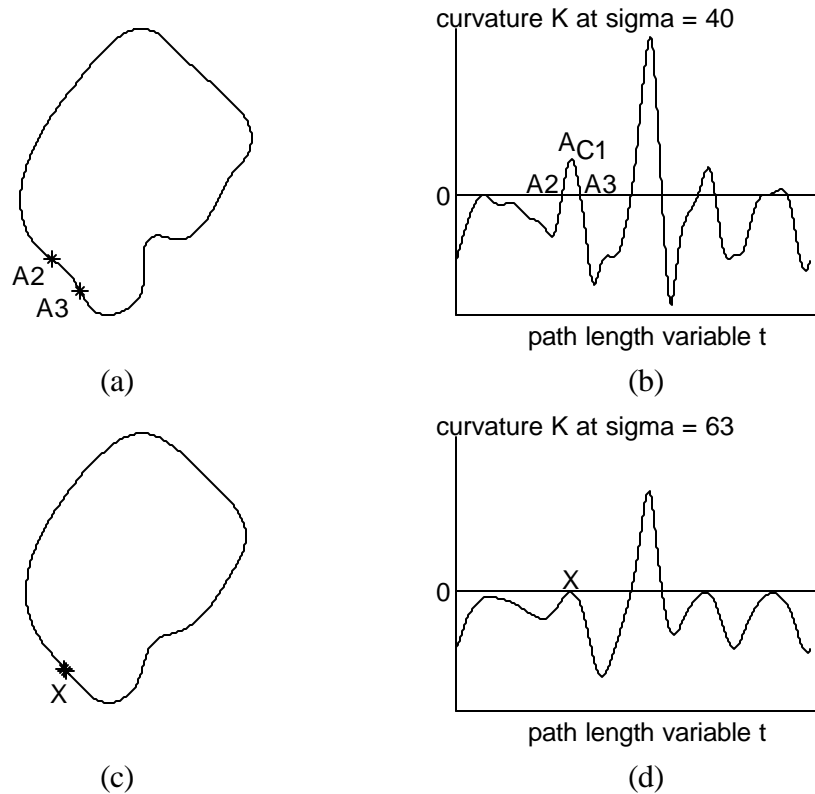 curvature K at sigma = 40
A C1
A2 A3
0
A2
A3
path length variable t
(a) (b)
curvature K at sigma = 63
X
0
X
path length variable t
(c) (d)